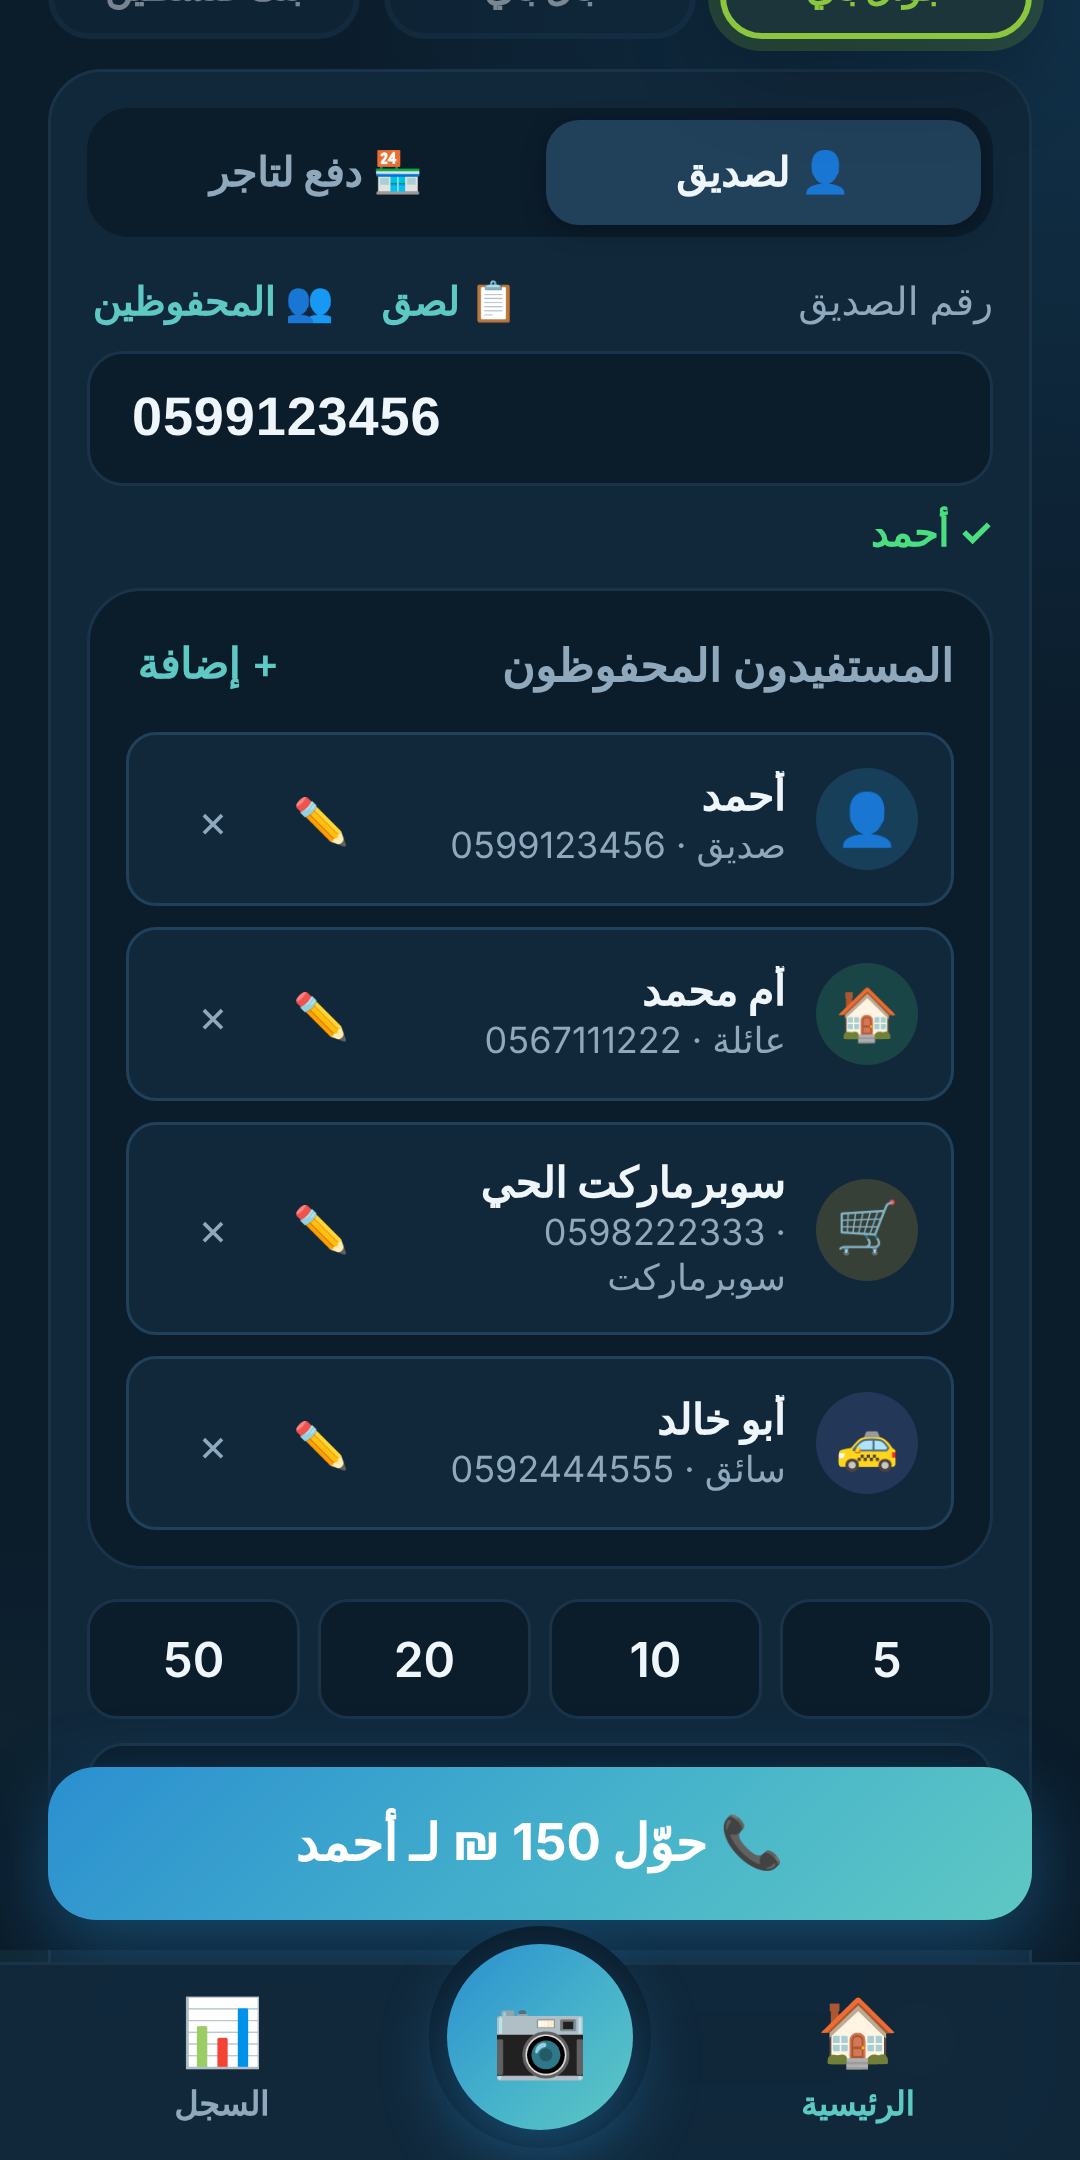 لصديق
دفع لتاجر
رقم الصديق
لصق
المحفوظين
0599123456
✓ أحمد
المستفيدون المحفوظون
+ إضافة
أحمد
صديق · 0599123456
×
أم محمد
عائلة · 0567111222
×
سوبرماركت الحي
· 0598222333
سوبرماركت
×
أبو خالد
سائق · 0592444555
×
5
10
20
50
حوّل 150 ₪ لـ أحمد
الرئيسية
السجل